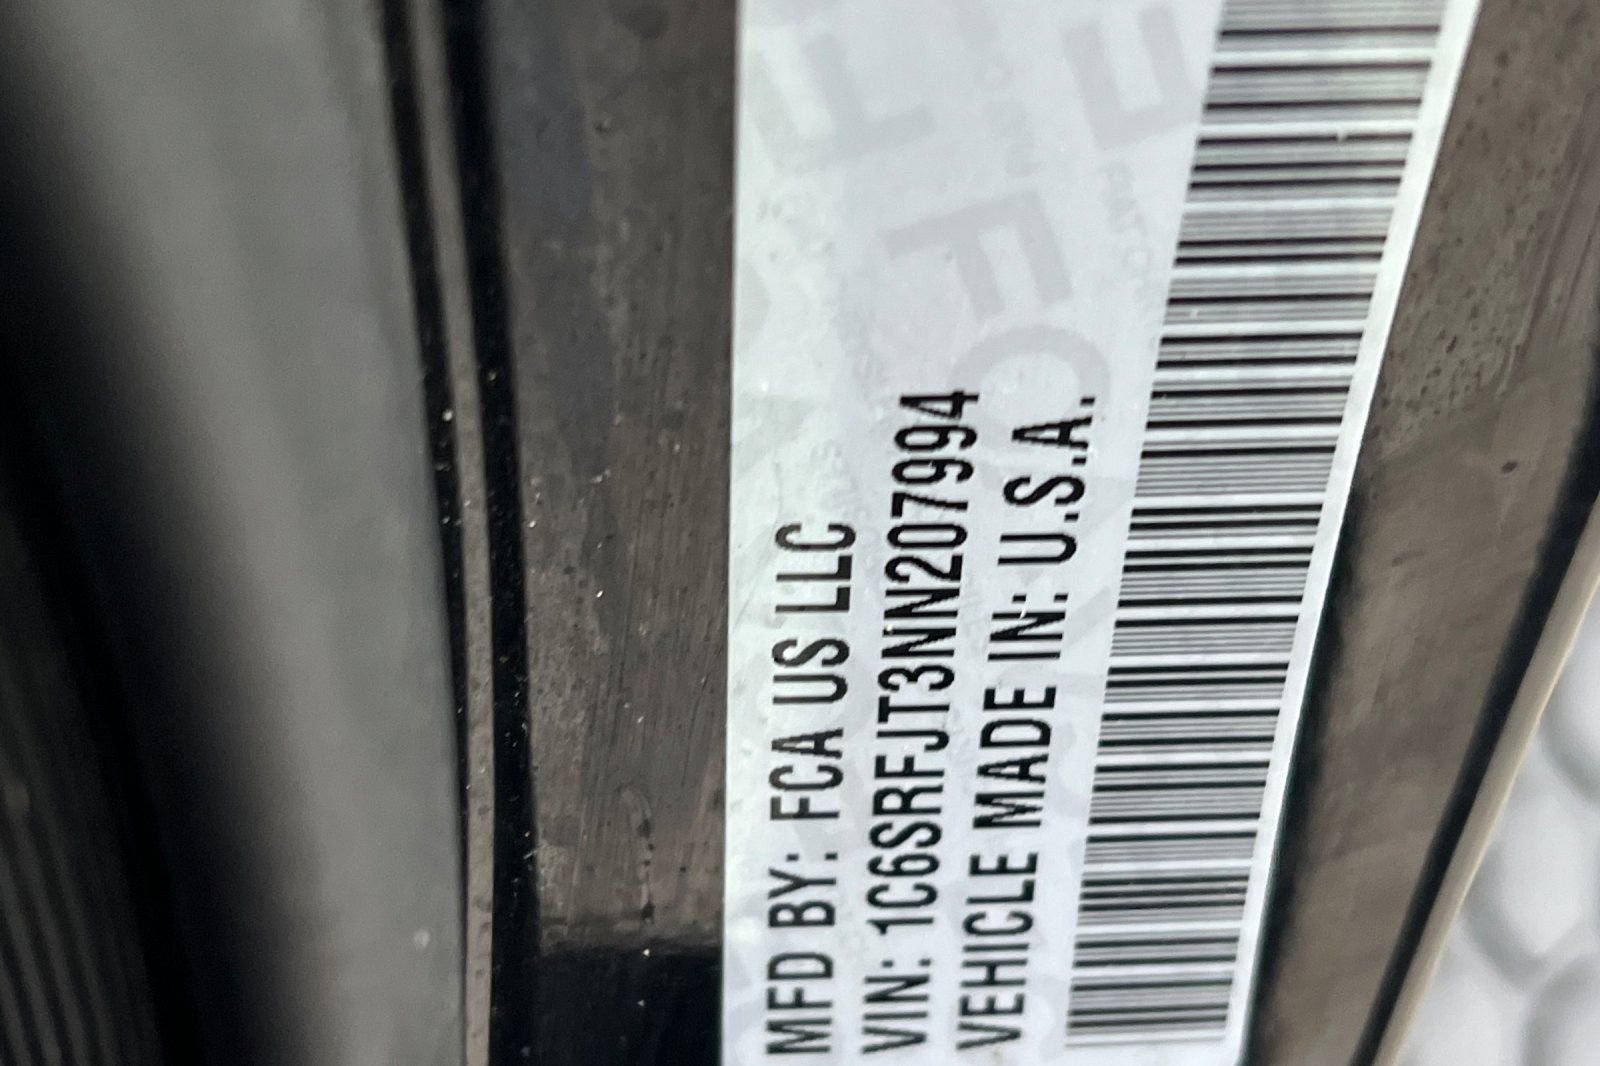 MFD BY: FCA US LLC
VIN: 1C6SRFJT3NN207994
VEHICLE MADE IN: U.S.A.